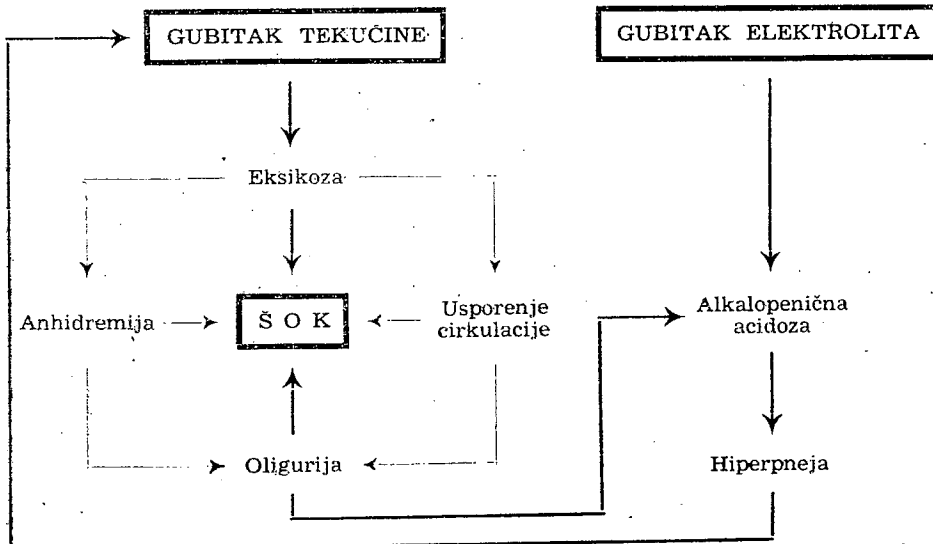 GUBITAK TEKUĆINE
GUBITAK ELEKTROLITA
Eksikoza
Anhidremija
ŠOK
Usporenje
cirkulacije
Alkalopenična
acidoza
Oligurija
Hiperpneja